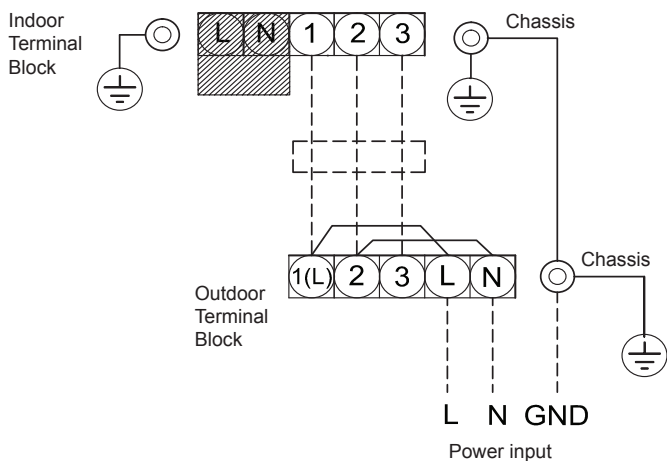 Indoor
Terminal
Block
L N 1 2 3
Chassis
1(L) 2 3 L N
Chassis
Outdoor
Terminal
Block
L N GND
Power input